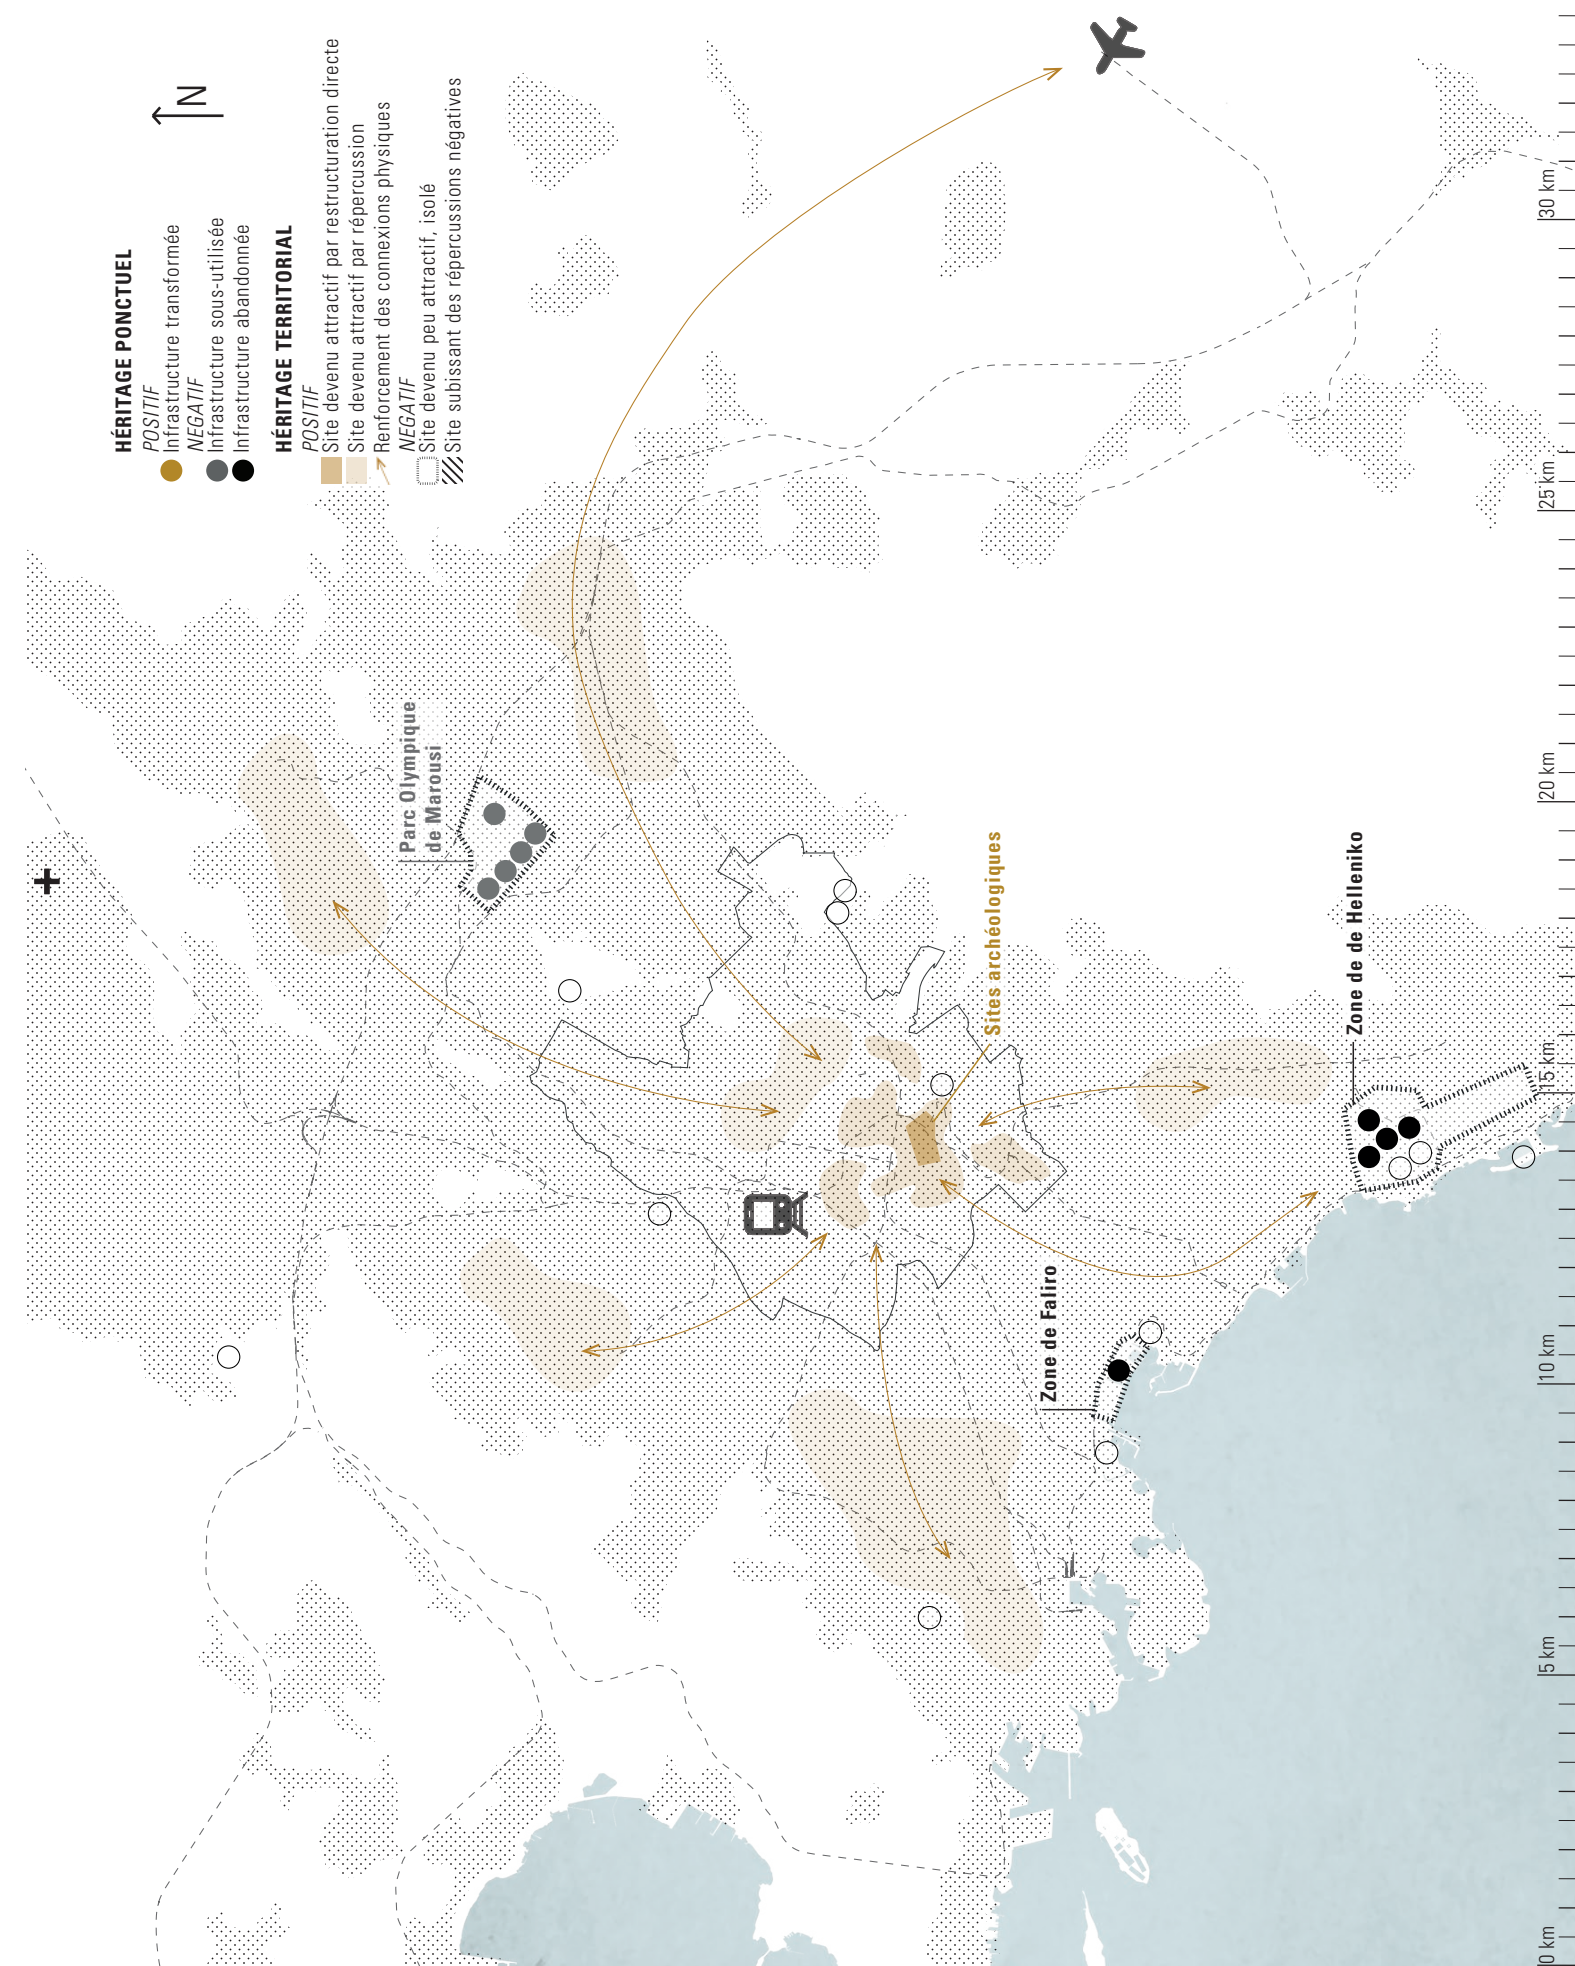 HÉRITAGE PONCTUEL
POSITIF
Infrastructure transformée
NEGATIF
Infrastructure sous-utilisée
Infrastructure abandonnée
HÉRITAGE TERRITORIAL
POSITIF
Site devenu attractif par restructuration directe
Site devenu attractif par répercussion
Renforcement des connexions physiques
NEGATIF
Site devenu peu attractif, isolé
Site subissant des répercussions négatives
N
Parc Olympique
de Marousi
Sites archéologiques
Zone de Faliro
Zone de de Helleniko
0 km
5 km
10 km
15 km
20 km
25 km
30 km